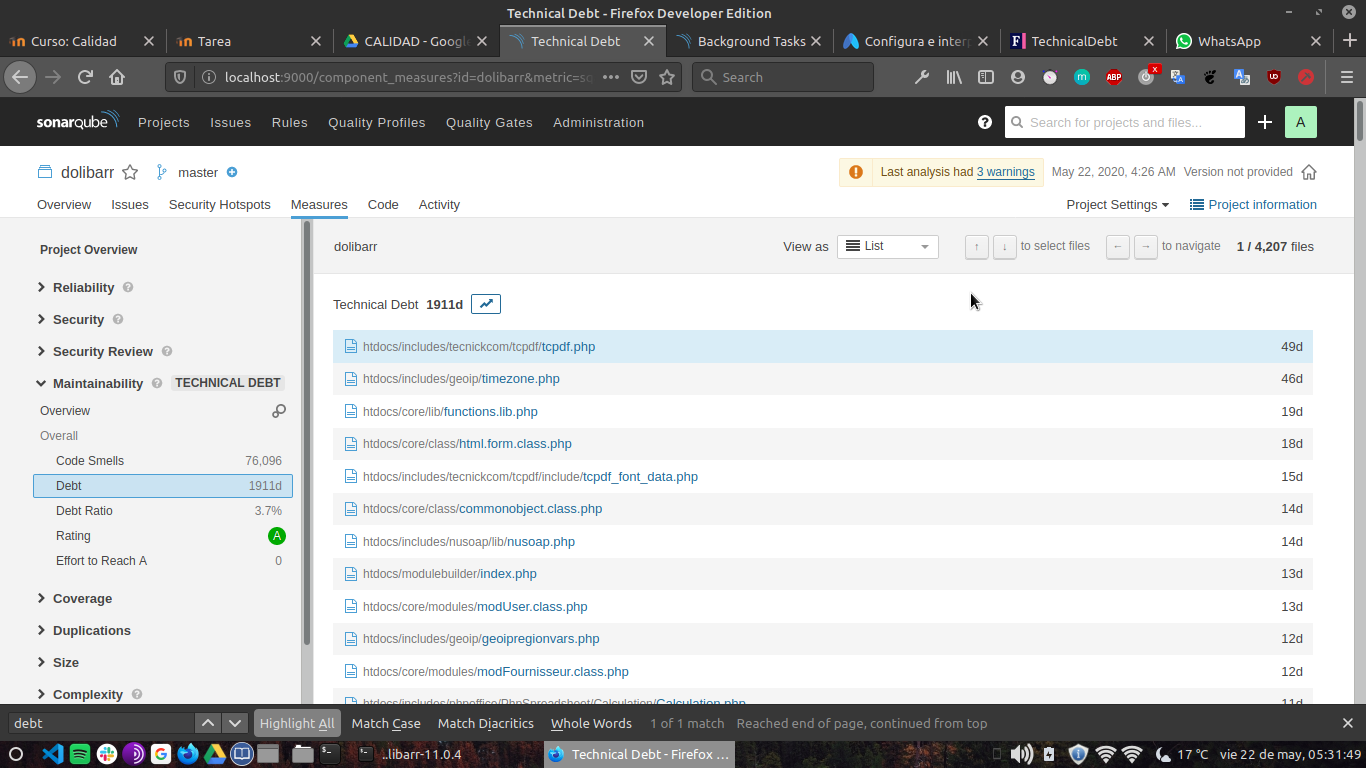 Technical Debt - Firefox Developer Edition
Curso: Calidad
Tarea
CALIDAD - Google
Technical Debt
Background Tasks
Configura e inter
TechnicalDebt
WhatsApp
localhost:9000/component_measures?id=dolibarr&metric=sq
Search
sonarqube
Projects Issues Rules Quality Profiles Quality Gates Administration
Search for projects and files...
A
dolibarr
master
Last analysis had 3 warnings
May 22, 2020, 4:26 AM Version not provided
Overview Issues Security Hotspots Measures Code Activity
Project Settings
Project information
Project Overview
Reliability
Security
Security Review
Maintainability TECHNICAL DEBT
Overview
Overall
Code Smells 76,096
Debt 1911d
Debt Ratio 3.7%
Rating A
Effort to Reach A 0
Coverage
Duplications
Size
Complexity
dolibarr
View as List
↑ ↓ to select files
← → to navigate
1 / 4,207 files
Technical Debt 1911d
htdocs/includes/tecnickcom/tcpdf/tcpdf.php 49d
htdocs/includes/geoip/timezone.php 46d
htdocs/core/lib/functions.lib.php 19d
htdocs/core/class/html.form.class.php 18d
htdocs/includes/tecnickcom/tcpdf/include/tcpdf_font_data.php 15d
htdocs/core/class/commonobject.class.php 14d
htdocs/includes/nusoap/lib/nusoap.php 14d
htdocs/modulebuilder/index.php 13d
htdocs/core/modules/modUser.class.php 13d
htdocs/includes/geoip/geoipregionvars.php 12d
htdocs/core/modules/modFournisseur.class.php 12d
htdocs/includes/phpoffice/PhpSpreadsheet/Calculation/Calculation.php 11d
debt
Highlight All Match Case Match Diacritics Whole Words 1 of 1 match Reached end of page, continued from top
..libarr-11.0.4
Technical Debt - Firefox ...
17 °C
vie 22 de may, 05:31:49